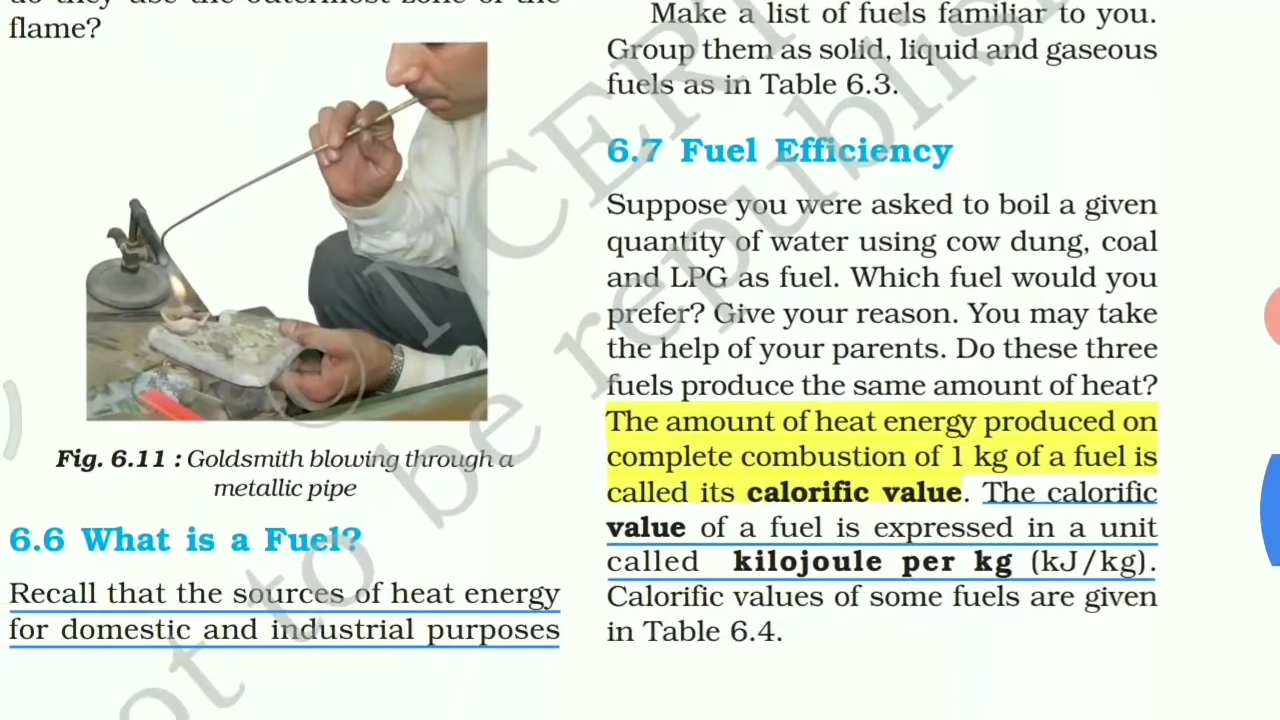 flame?
Fig. 6.11 : Goldsmith blowing through a
metallic pipe
6.6 What is a Fuel?
Recall that the sources of heat energy
for domestic and industrial purposes
Make a list of fuels familiar to you.
Group them as solid, liquid and gaseous
fuels as in Table 6.3.
6.7 Fuel Efficiency
Suppose you were asked to boil a given
quantity of water using cow dung, coal
and LPG as fuel. Which fuel would you
prefer? Give your reason. You may take
the help of your parents. Do these three
fuels produce the same amount of heat?
The amount of heat energy produced on
complete combustion of 1 kg of a fuel is
called its calorific value. The calorific
value of a fuel is expressed in a unit
called kilojoule per kg (kJ/kg).
Calorific values of some fuels are given
in Table 6.4.
© NCERT
not to be republish